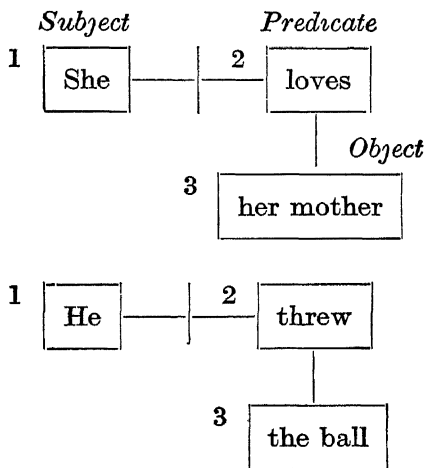 Subject Predicate
1 She 2 loves
Object
3 her mother
1 He 2 threw
3 the ball